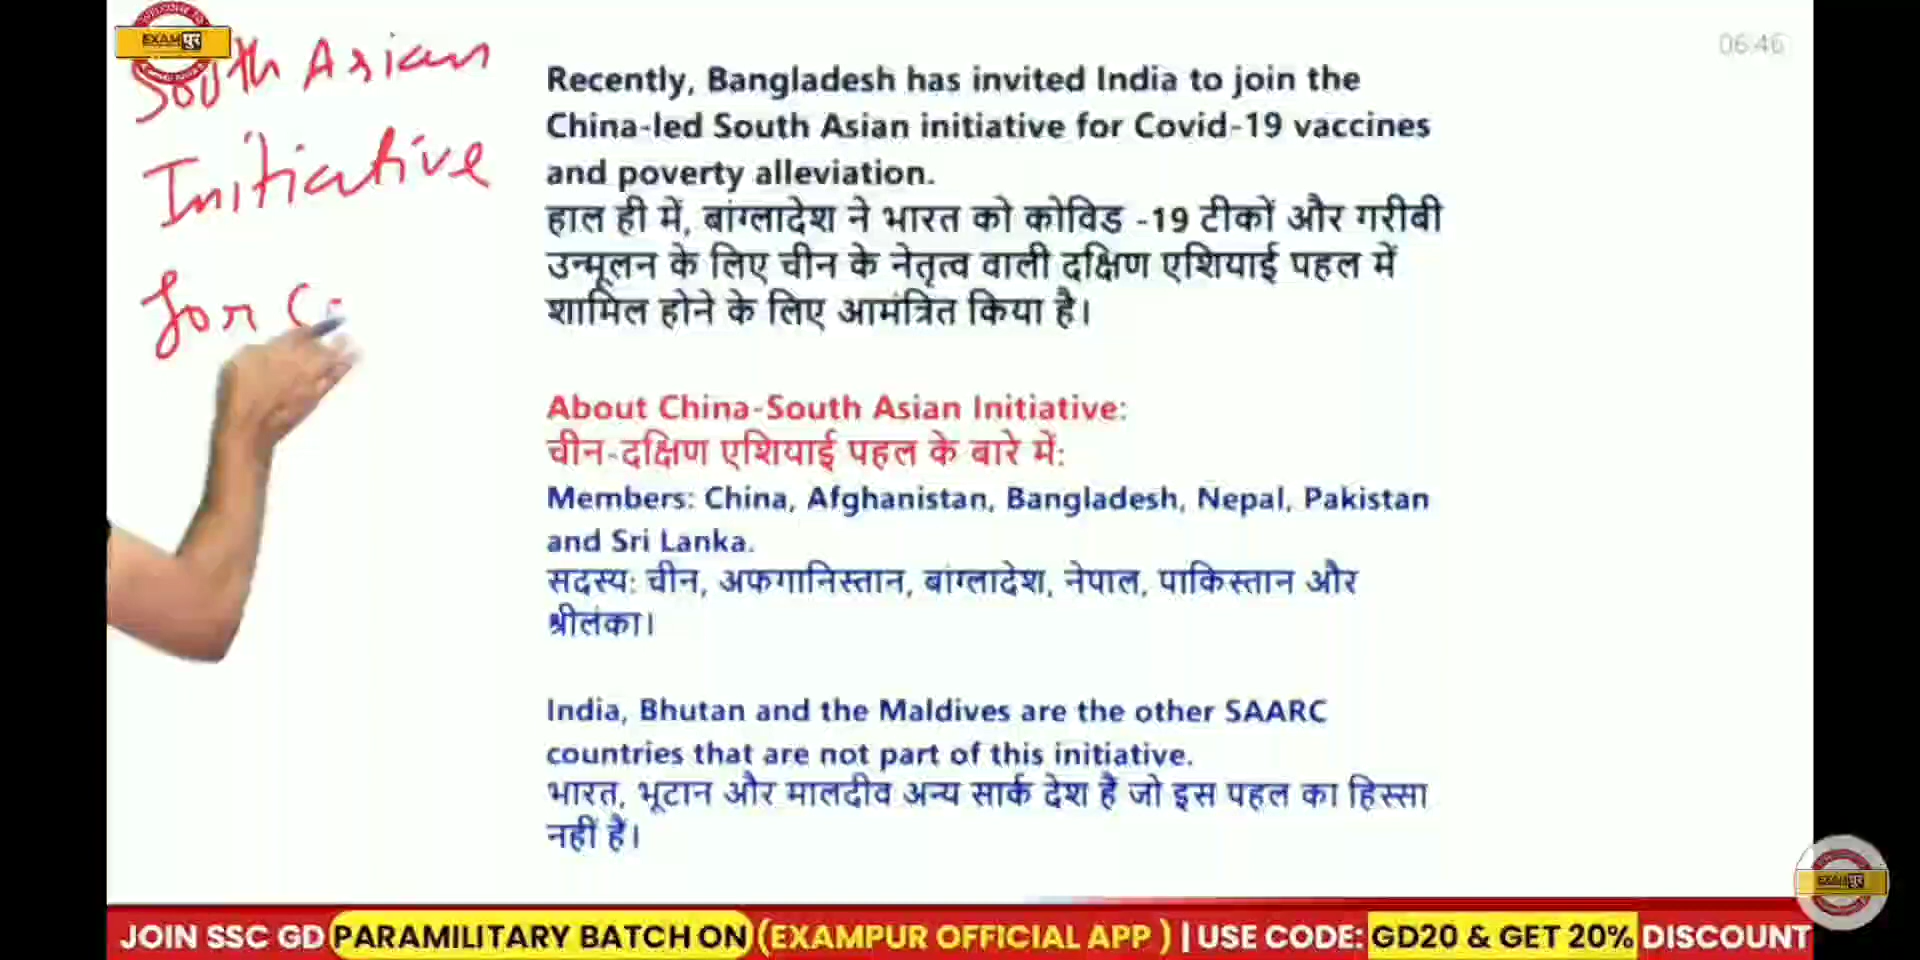 WELCOME TO
EXAMपुर
South Asian
Initiative
for
06:46
Recently, Bangladesh has invited India to join the
China-led South Asian initiative for Covid-19 vaccines
and poverty alleviation.
हाल ही में, बांग्लादेश ने भारत को कोविड -19 टीकों और गरीबी
उन्मूलन के लिए चीन के नेतृत्व वाली दक्षिण एशियाई पहल में
शामिल होने के लिए आमंत्रित किया है।
About China-South Asian Initiative:
चीन-दक्षिण एशियाई पहल के बारे में:
Members: China, Afghanistan, Bangladesh, Nepal, Pakistan
and Sri Lanka.
सदस्य: चीन, अफगानिस्तान, बांग्लादेश, नेपाल, पाकिस्तान और
श्रीलंका।
India, Bhutan and the Maldives are the other SAARC
countries that are not part of this initiative.
भारत, भूटान और मालदीव अन्य सार्क देश हैं जो इस पहल का हिस्सा
नहीं हैं।
EXAMपुर
JOIN SSC GD PARAMILITARY BATCH ON (EXAMPUR OFFICIAL APP ) | USE CODE: GD20 & GET 20% DISCOUNT